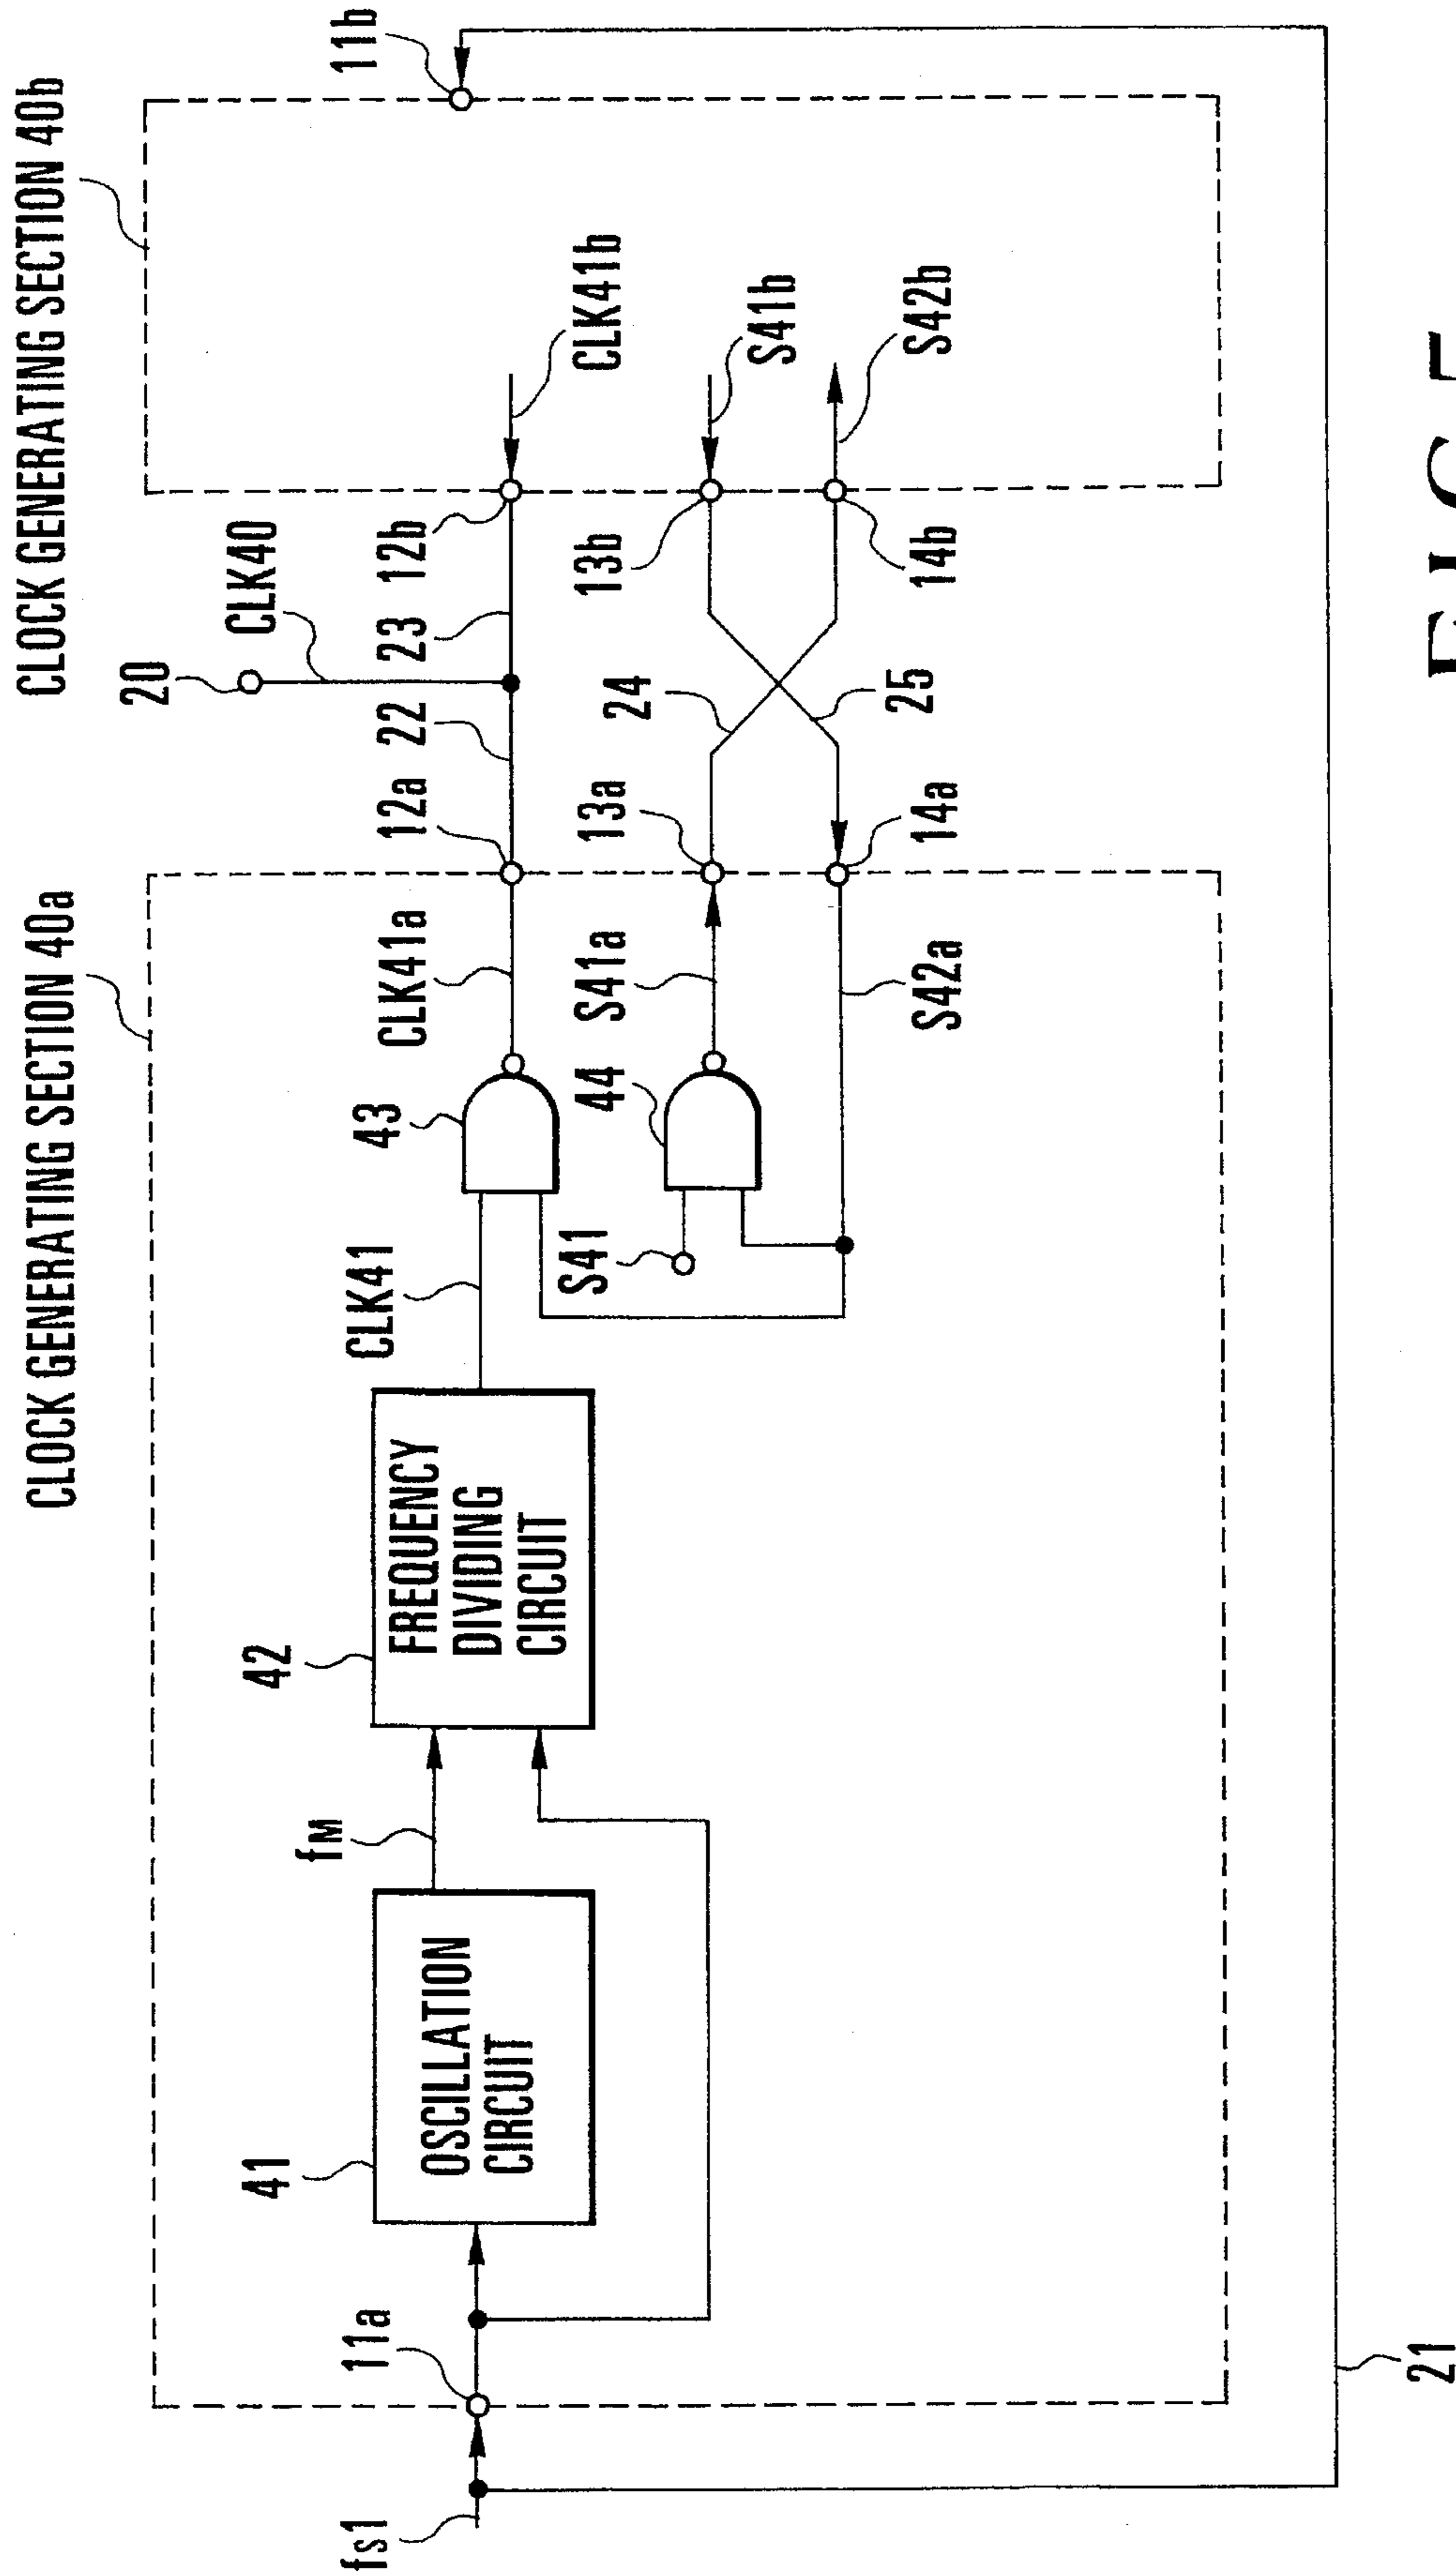 CLOCK GENERATING SECTION 40a
CLOCK GENERATING SECTION 40b
20
CLK40
fs1
11a
41
OSCILLATION
CIRCUIT
fM
42
FREQUENCY
DIVIDING
CIRCUIT
CLK41
43
CLK41a
12a
22
23
12b
CLK41b
11b
S41
44
S41a
13a
24
13b
S41b
S42a
14a
25
14b
S42b
21